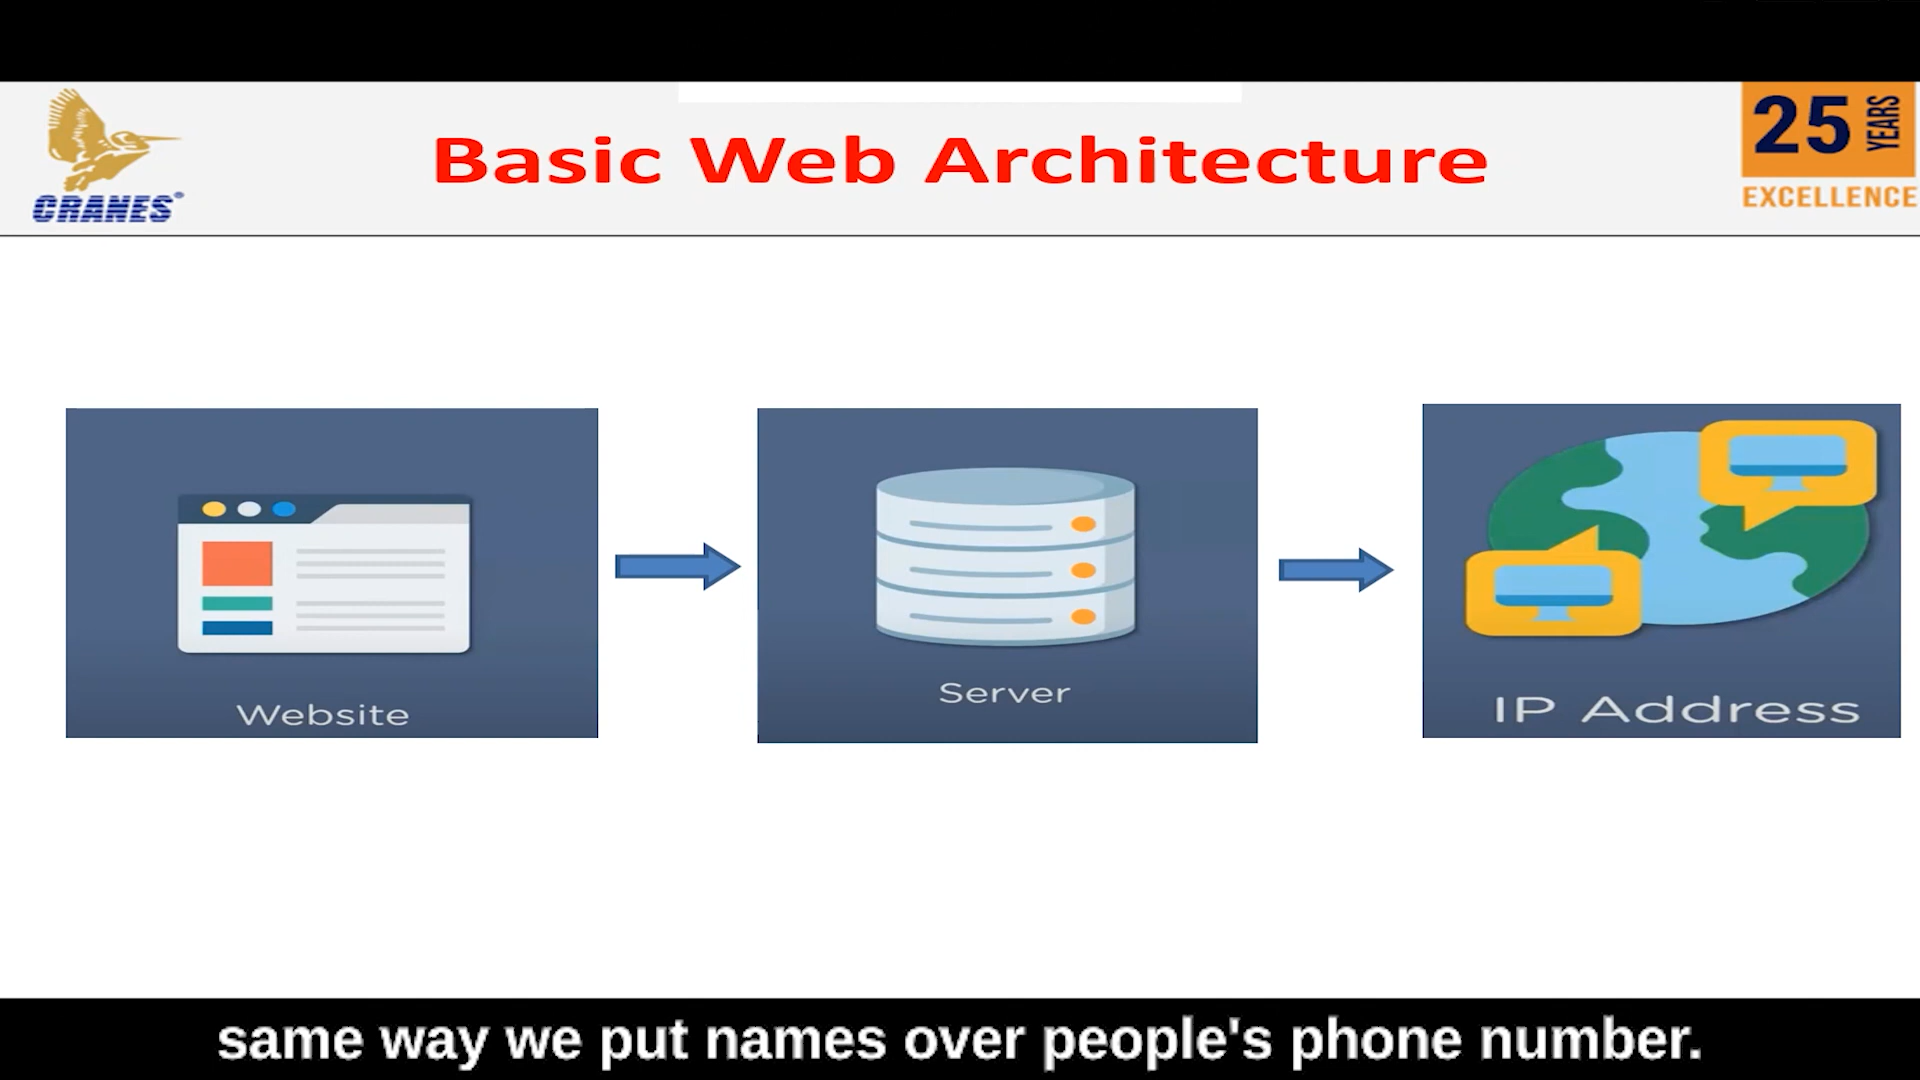 CRANES®
Basic Web Architecture
25 YEARS
EXCELLENCE
Website
Server
IP Address
same way we put names over people's phone number.